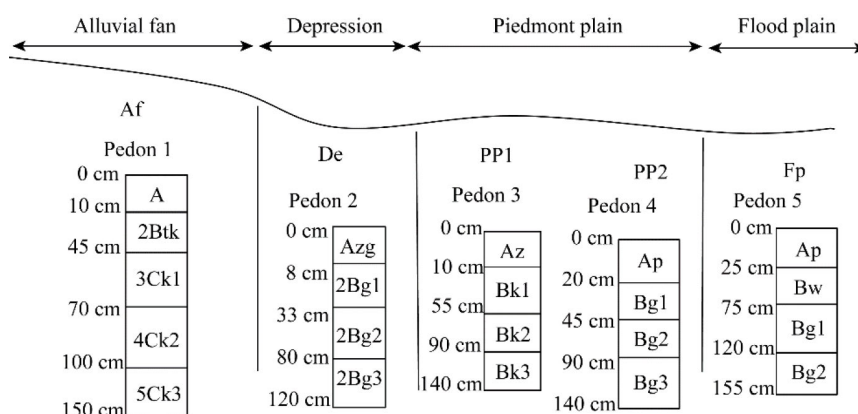 Alluvial fan
Depression
Piedmont plain
Flood plain
Af
Pedon 1
0 cm
A
10 cm
2Btk
45 cm
3Ck1
70 cm
4Ck2
100 cm
5Ck3
150 cm
De
Pedon 2
0 cm
Azg
8 cm
2Bg1
33 cm
2Bg2
80 cm
2Bg3
120 cm
PP1
Pedon 3
0 cm
Az
10 cm
Bk1
55 cm
Bk2
90 cm
Bk3
140 cm
PP2
Pedon 4
0 cm
Ap
20 cm
Bg1
45 cm
Bg2
90 cm
Bg3
140 cm
Fp
Pedon 5
0 cm
Ap
25 cm
Bw
75 cm
Bg1
120 cm
Bg2
155 cm